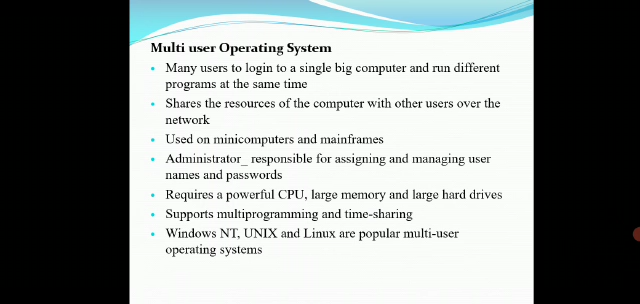 Multi user Operating System
• Many users to login to a single big computer and run different
programs at the same time
• Shares the resources of the computer with other users over the
network
• Used on minicomputers and mainframes
• Administrator_ responsible for assigning and managing user
names and passwords
• Requires a powerful CPU, large memory and large hard drives
• Supports multiprogramming and time-sharing
• Windows NT, UNIX and Linux are popular multi-user
operating systems